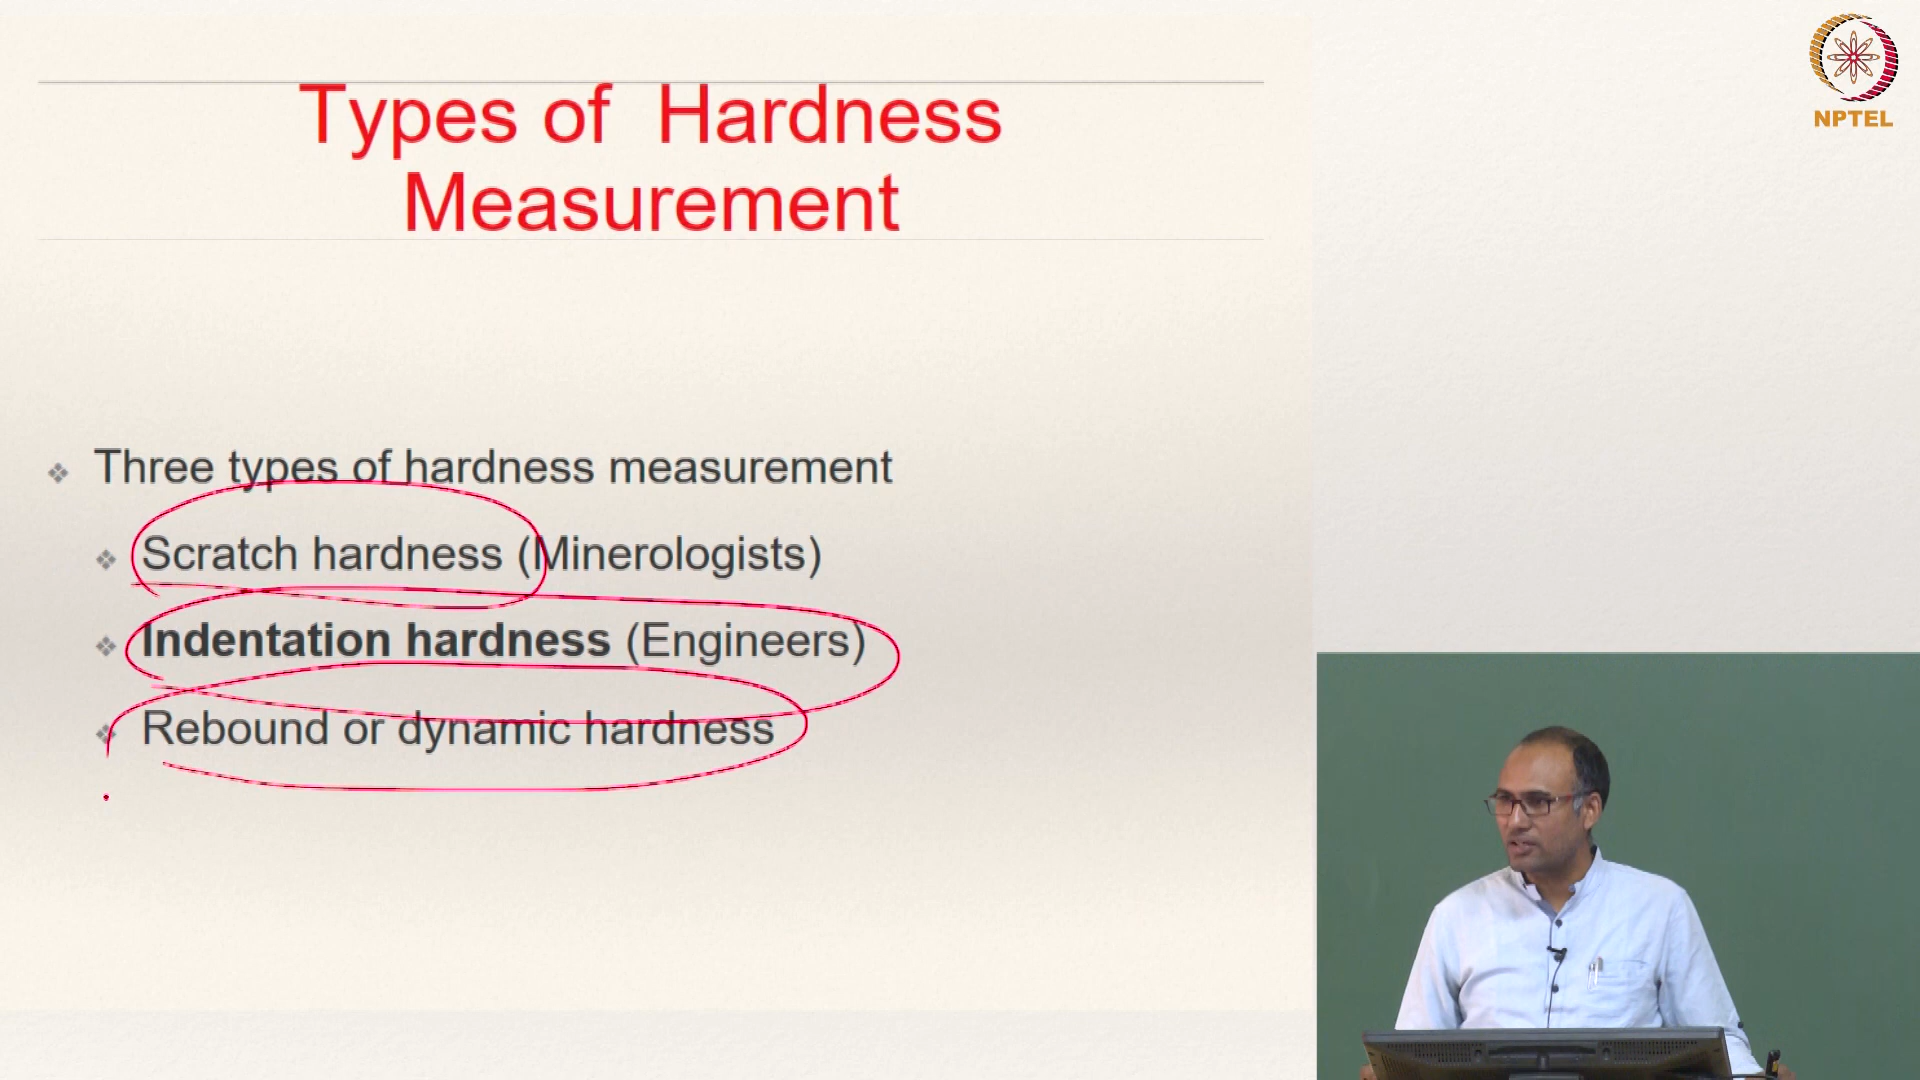 Types of Hardness
Measurement
Three types of hardness measurement
Scratch hardness (Minerologists)
Indentation hardness (Engineers)
Rebound or dynamic hardness
NPTEL